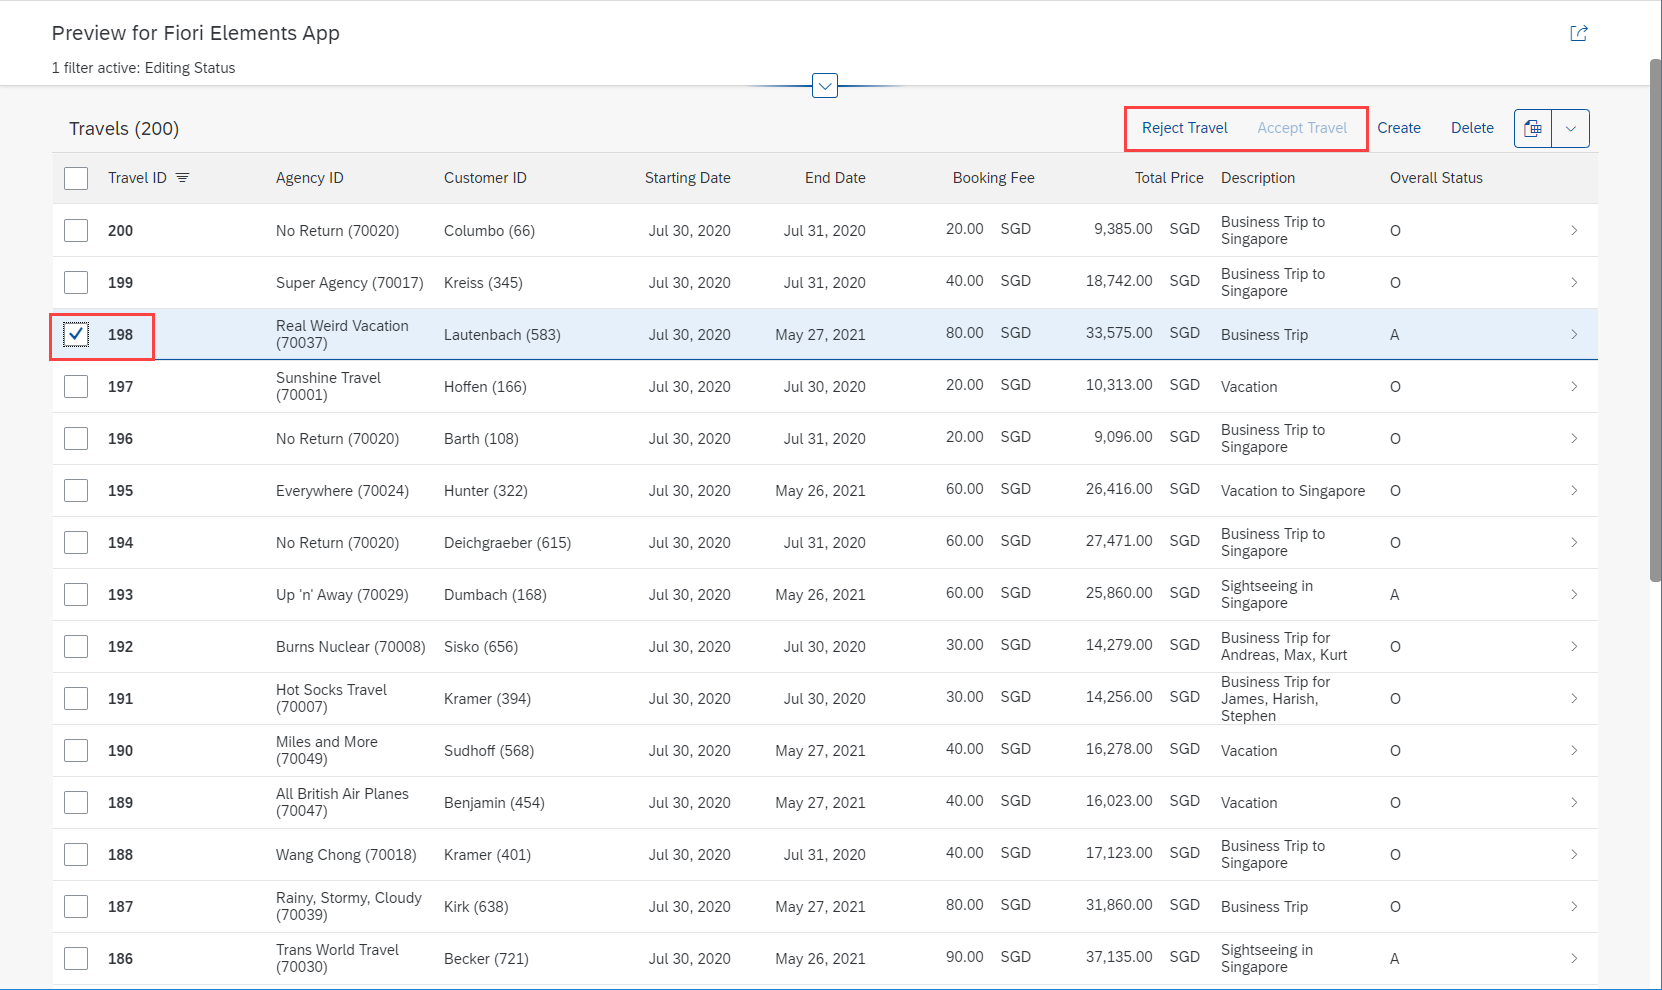 Preview for Fiori Elements App
1 filter active: Editing Status
Travels (200)
Reject Travel Accept Travel Create Delete
Travel ID Agency ID Customer ID Starting Date End Date Booking Fee Total Price Description Overall Status
200 No Return (70020) Columbo (66) Jul 30, 2020 Jul 31, 2020 20.00 SGD 9,385.00 SGD Business Trip to
Singapore O
199 Super Agency (70017) Kreiss (345) Jul 30, 2020 Jul 31, 2020 40.00 SGD 18,742.00 SGD Business Trip to
Singapore O
198 Real Weird Vacation
(70037) Lautenbach (583) Jul 30, 2020 May 27, 2021 80.00 SGD 33,575.00 SGD Business Trip A
197 Sunshine Travel
(70001) Hoffen (166) Jul 30, 2020 Jul 30, 2020 20.00 SGD 10,313.00 SGD Vacation O
196 No Return (70020) Barth (108) Jul 30, 2020 Jul 31, 2020 20.00 SGD 9,096.00 SGD Business Trip to
Singapore O
195 Everywhere (70024) Hunter (322) Jul 30, 2020 May 26, 2021 60.00 SGD 26,416.00 SGD Vacation to Singapore O
194 No Return (70020) Deichgraeber (615) Jul 30, 2020 Jul 31, 2020 60.00 SGD 27,471.00 SGD Business Trip to
Singapore O
193 Up 'n' Away (70029) Dumbach (168) Jul 30, 2020 May 26, 2021 60.00 SGD 25,860.00 SGD Sightseeing in
Singapore A
192 Burns Nuclear (70008) Sisko (656) Jul 30, 2020 Jul 30, 2020 30.00 SGD 14,279.00 SGD Business Trip for
Andreas, Max, Kurt O
191 Hot Socks Travel
(70007) Kramer (394) Jul 30, 2020 Jul 30, 2020 30.00 SGD 14,256.00 SGD Business Trip for
James, Harish,
Stephen O
190 Miles and More
(70049) Sudhoff (568) Jul 30, 2020 May 27, 2021 40.00 SGD 16,278.00 SGD Vacation O
189 All British Air Planes
(70047) Benjamin (454) Jul 30, 2020 May 27, 2021 40.00 SGD 16,023.00 SGD Vacation O
188 Wang Chong (70018) Kramer (401) Jul 30, 2020 Jul 31, 2020 40.00 SGD 17,123.00 SGD Business Trip to
Singapore O
187 Rainy, Stormy, Cloudy
(70039) Kirk (638) Jul 30, 2020 May 27, 2021 80.00 SGD 31,860.00 SGD Business Trip O
186 Trans World Travel
(70030) Becker (721) Jul 30, 2020 May 26, 2021 90.00 SGD 37,135.00 SGD Sightseeing in
Singapore A